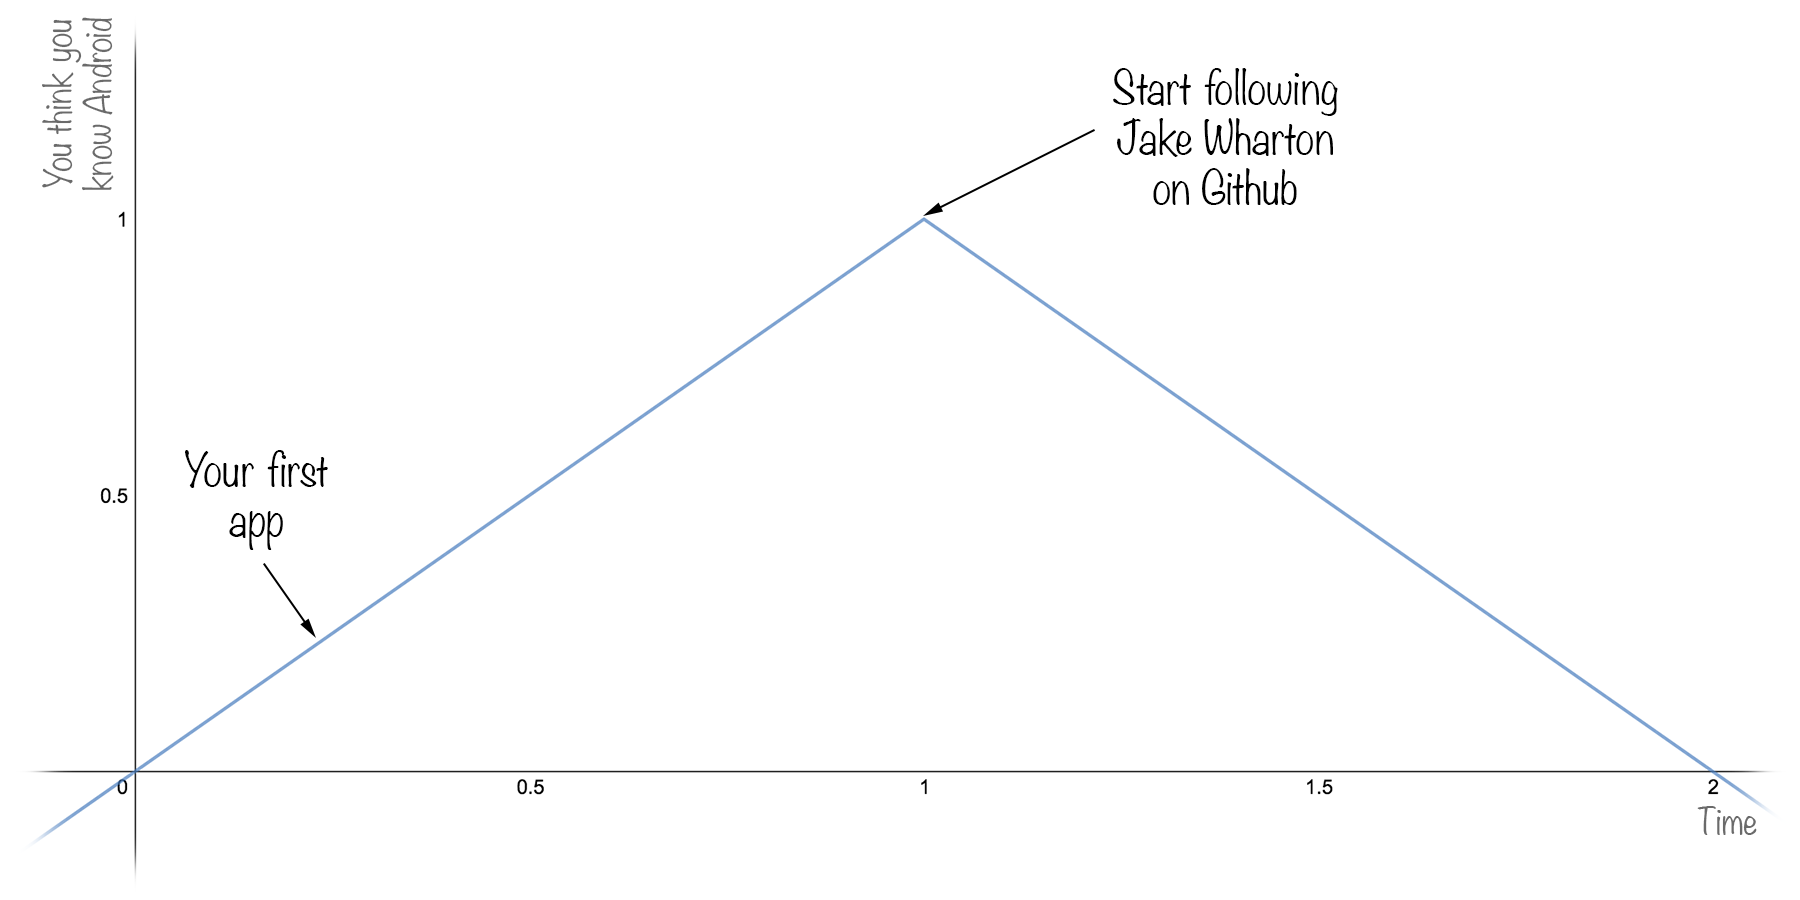 You think you
know Android
Start following
Jake Wharton
on Github
1
Your first
app
0.5
0
0.5
1
1.5
2
Time